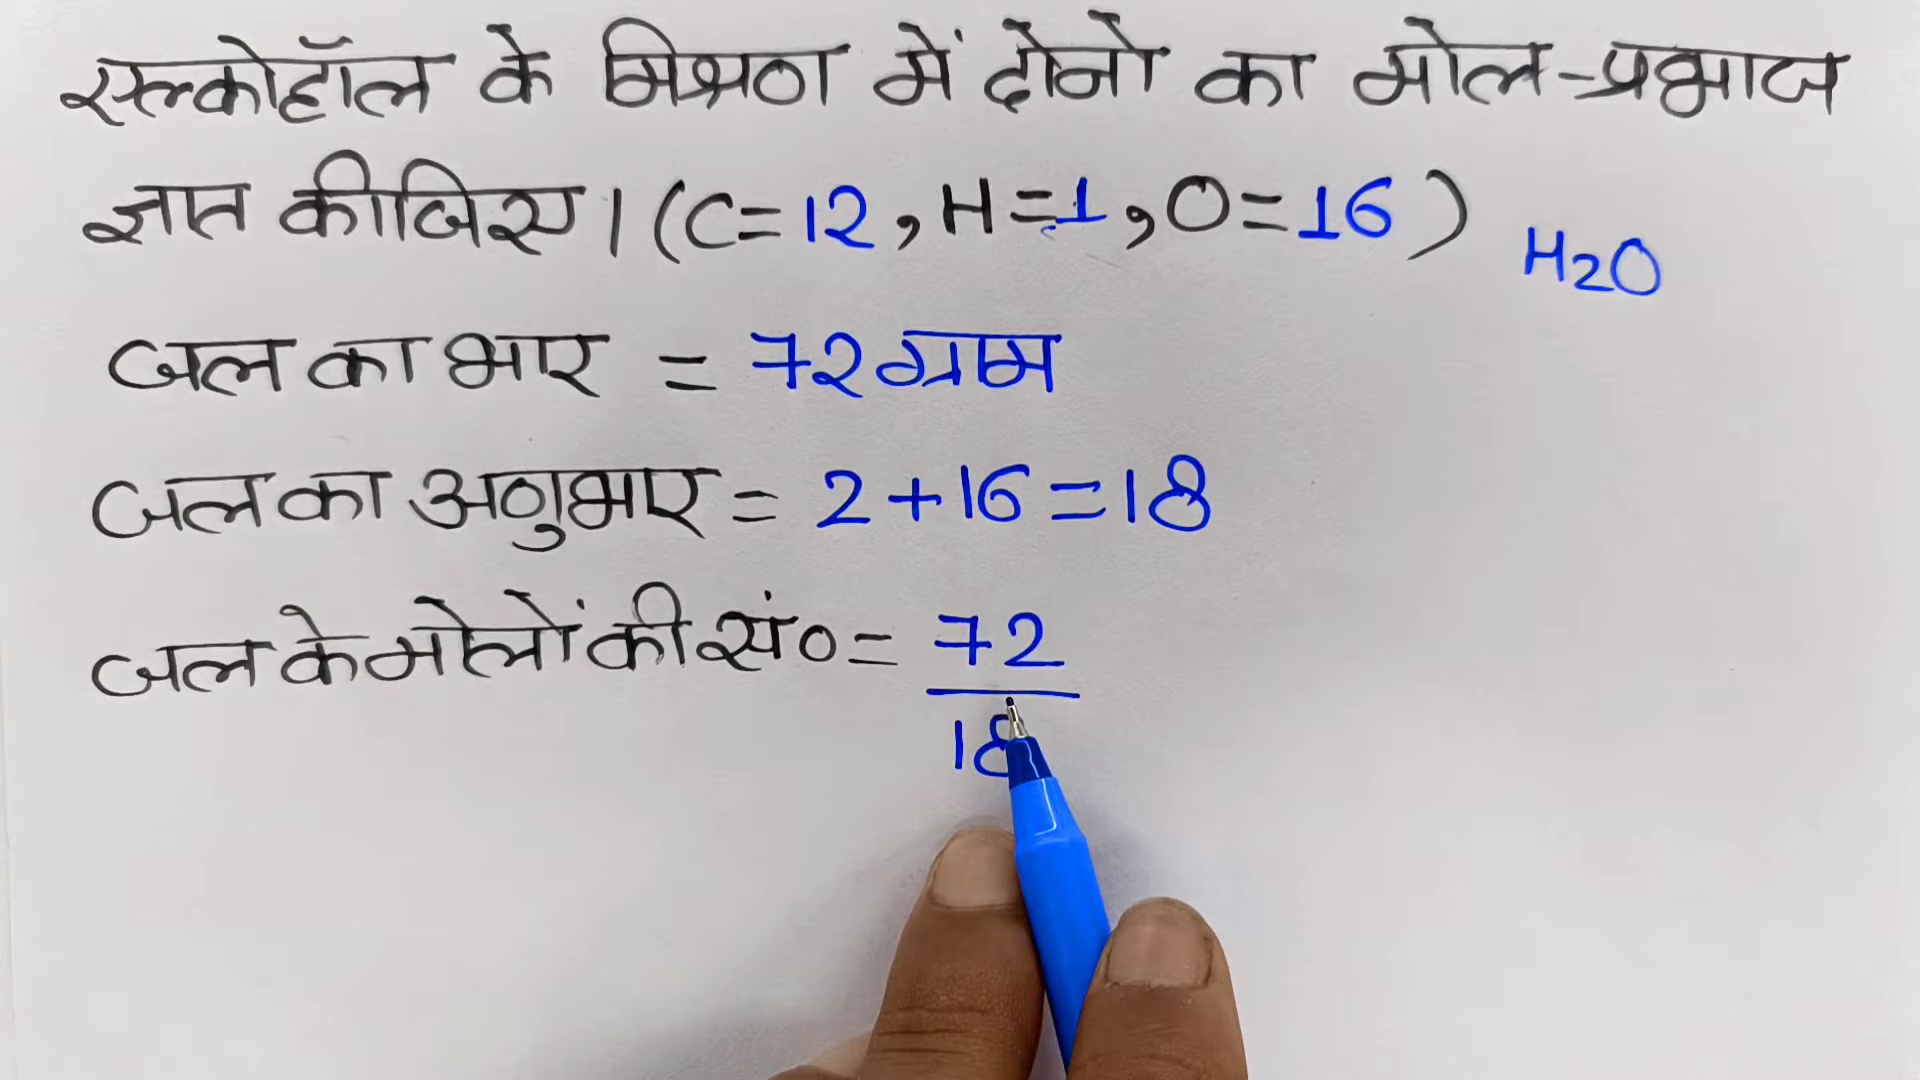 एल्कोहॉल के मिश्रण में दोनो का मोल-प्रभाज
ज्ञात कीजिए। (C=12, H=1, O=16)
H2O
जल का भार = 72 ग्राम
जल का अणुभार = 2+16=18
जल के मोलों की सं० = 72
18